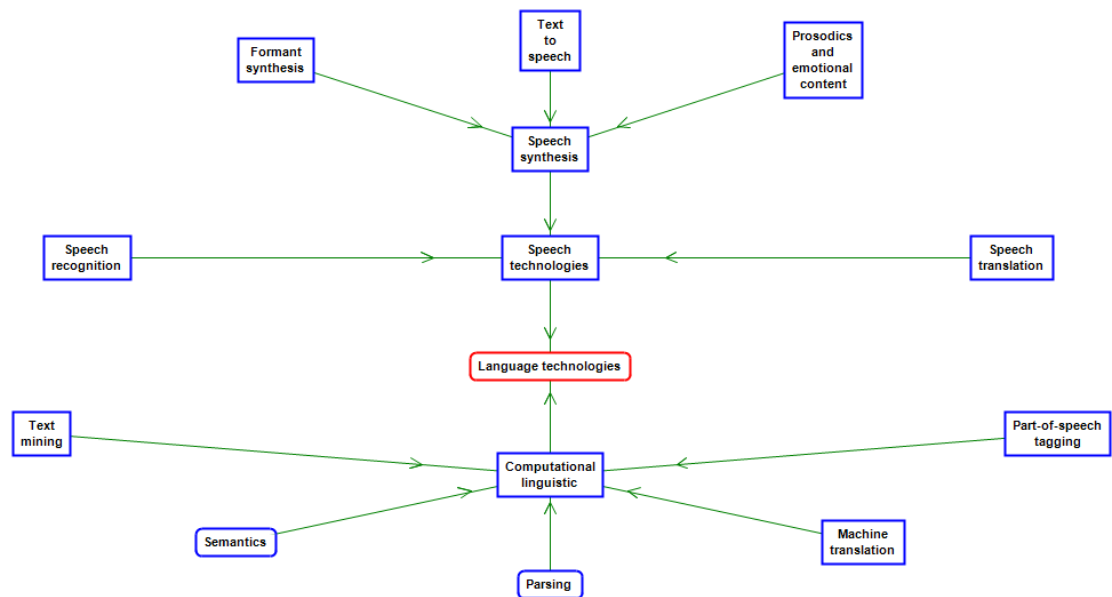 Formant
synthesis
Text
to
speech
Prosodics
and
emotional
content
Speech
synthesis
Speech
recognition
Speech
technologies
Speech
translation
Language technologies
Text
mining
Part-of-speech
tagging
Computational
linguistic
Semantics
Machine
translation
Parsing